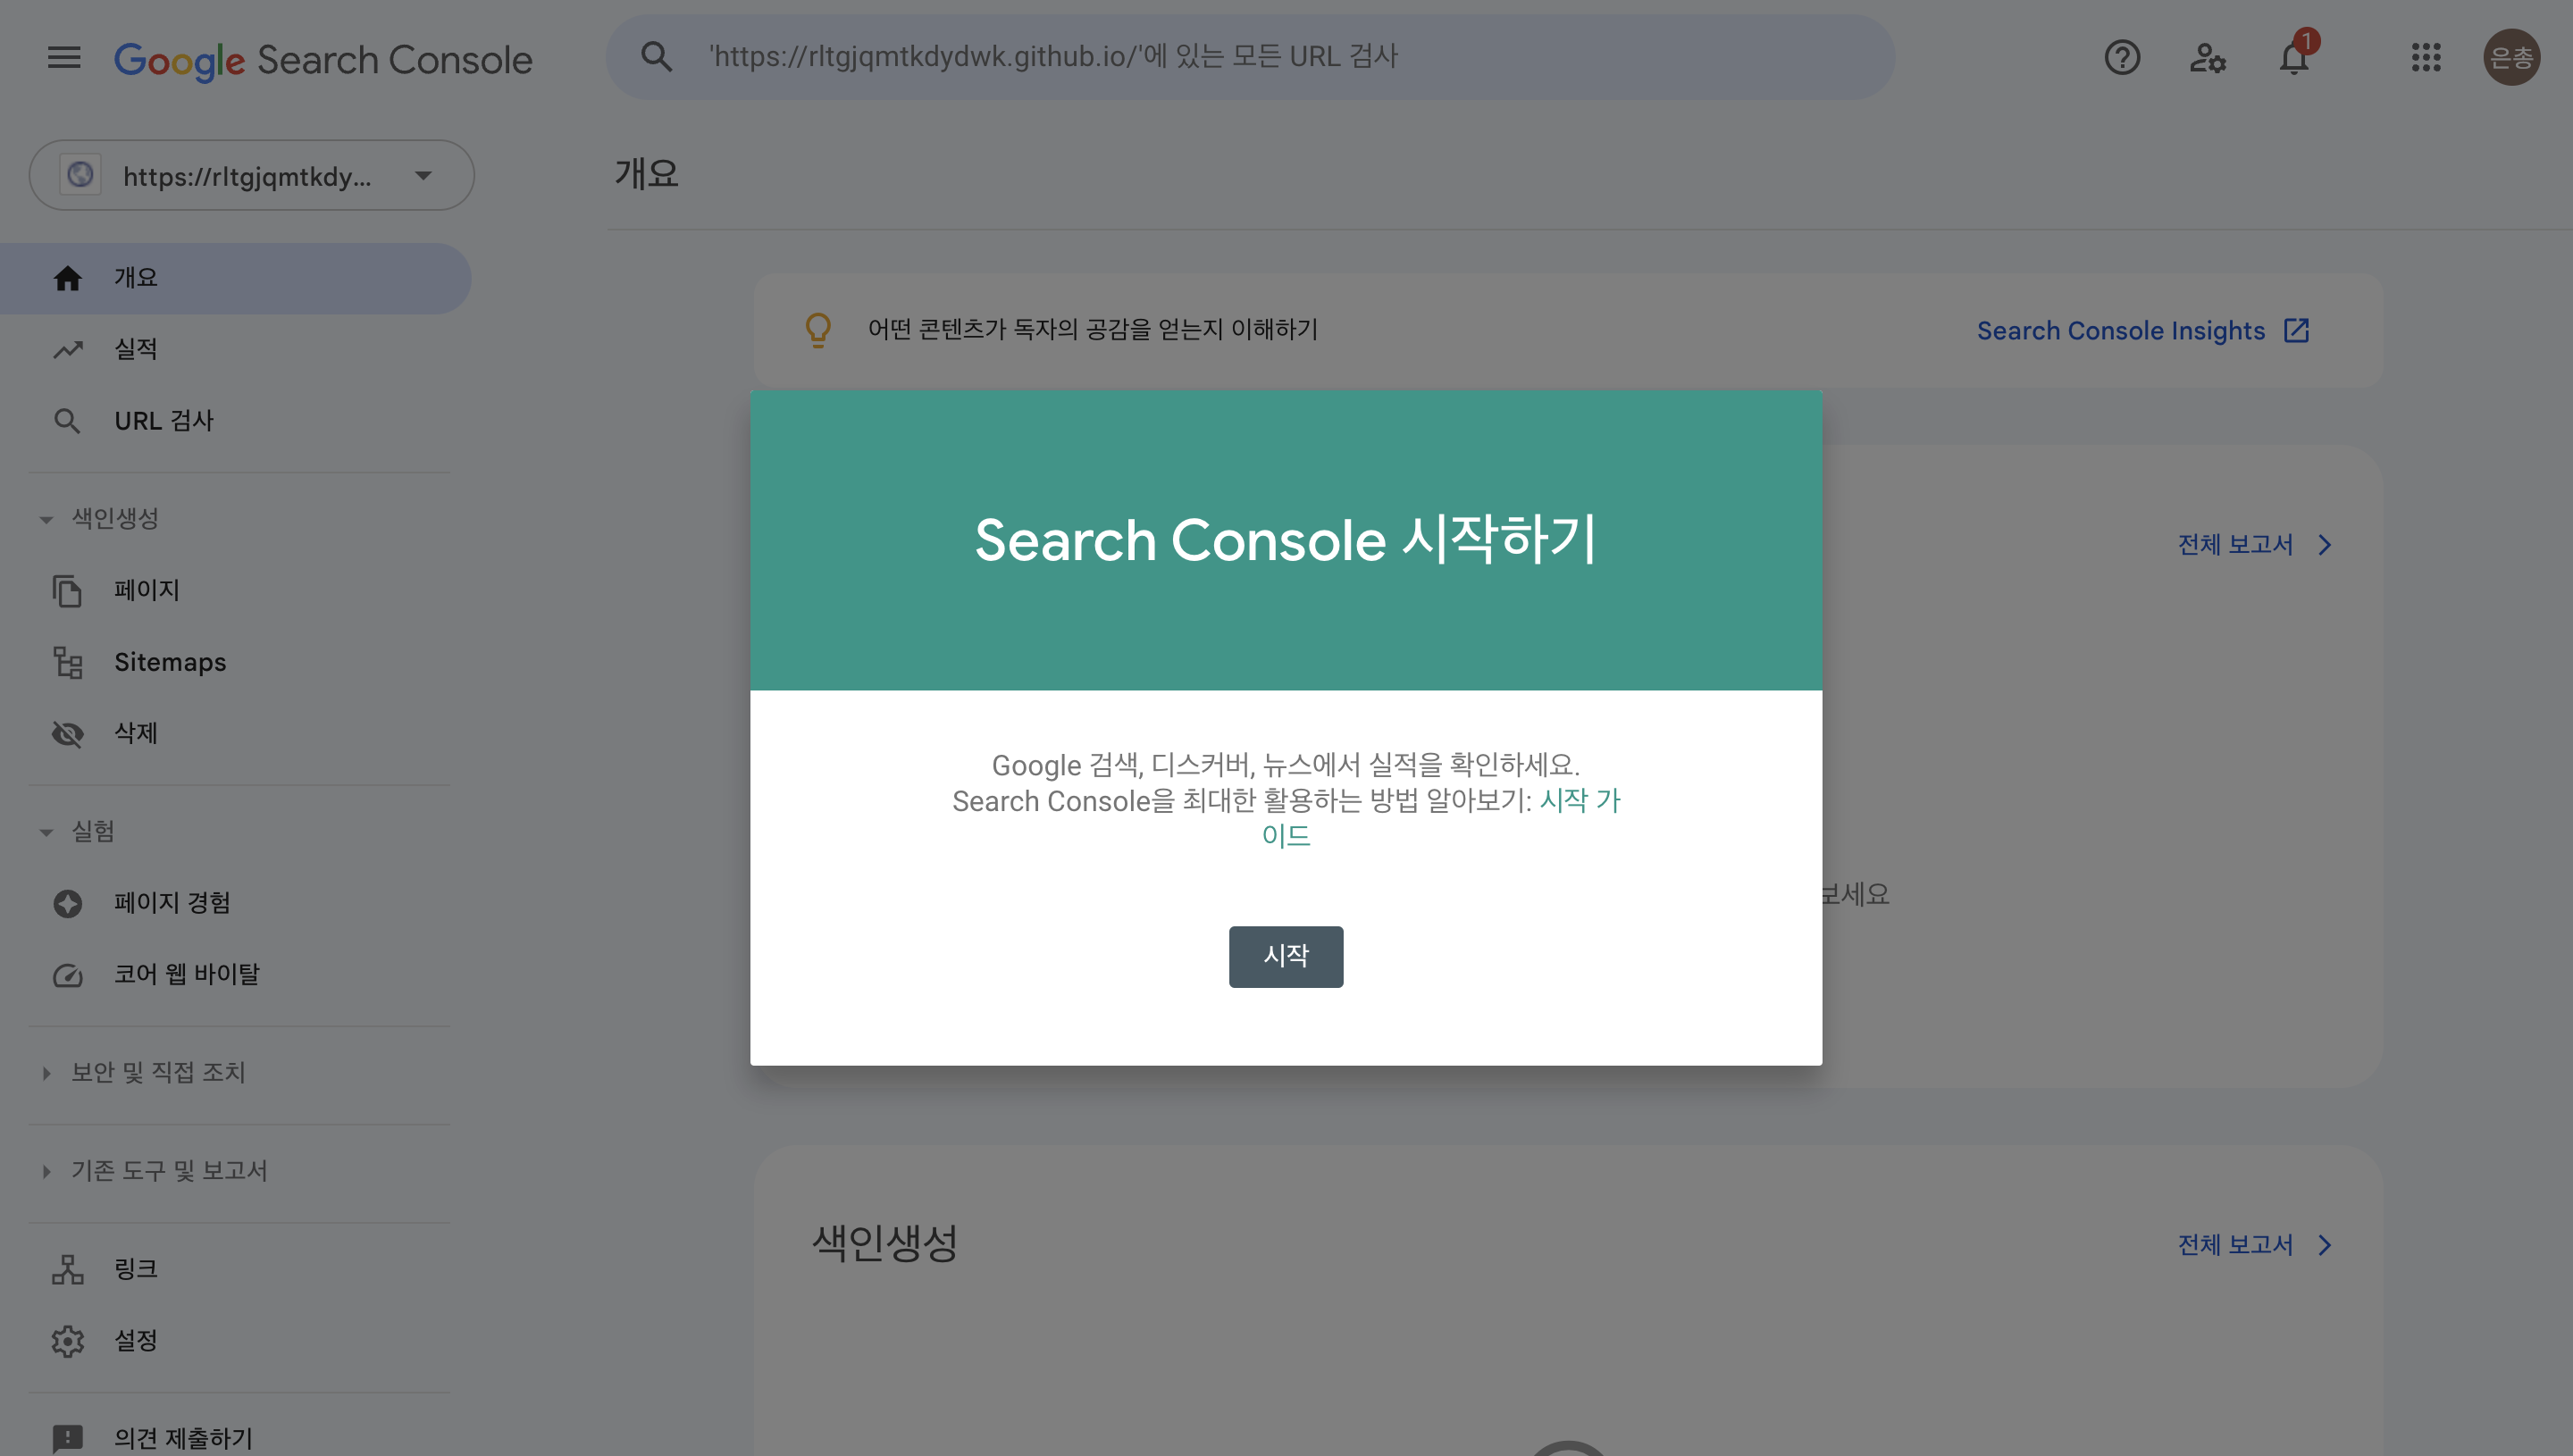 Google Search Console
'https://rltgjqmtkdydwk.github.io/'에 있는 모든 URL 검사
1
은총
https://rltgjqmtkdy...
개요
실적
URL 검사
색인생성
페이지
Sitemaps
삭제
실험
페이지 경험
코어 웹 바이탈
보안 및 직접 조치
기존 도구 및 보고서
링크
설정
의견 제출하기
개요
어떤 콘텐츠가 독자의 공감을 얻는지 이해하기
Search Console Insights
전체 보고서
Search Console 시작하기
Google 검색, 디스커버, 뉴스에서 실적을 확인하세요.
Search Console을 최대한 활용하는 방법 알아보기: 시작 가
이드
보세요
시작
색인생성
전체 보고서